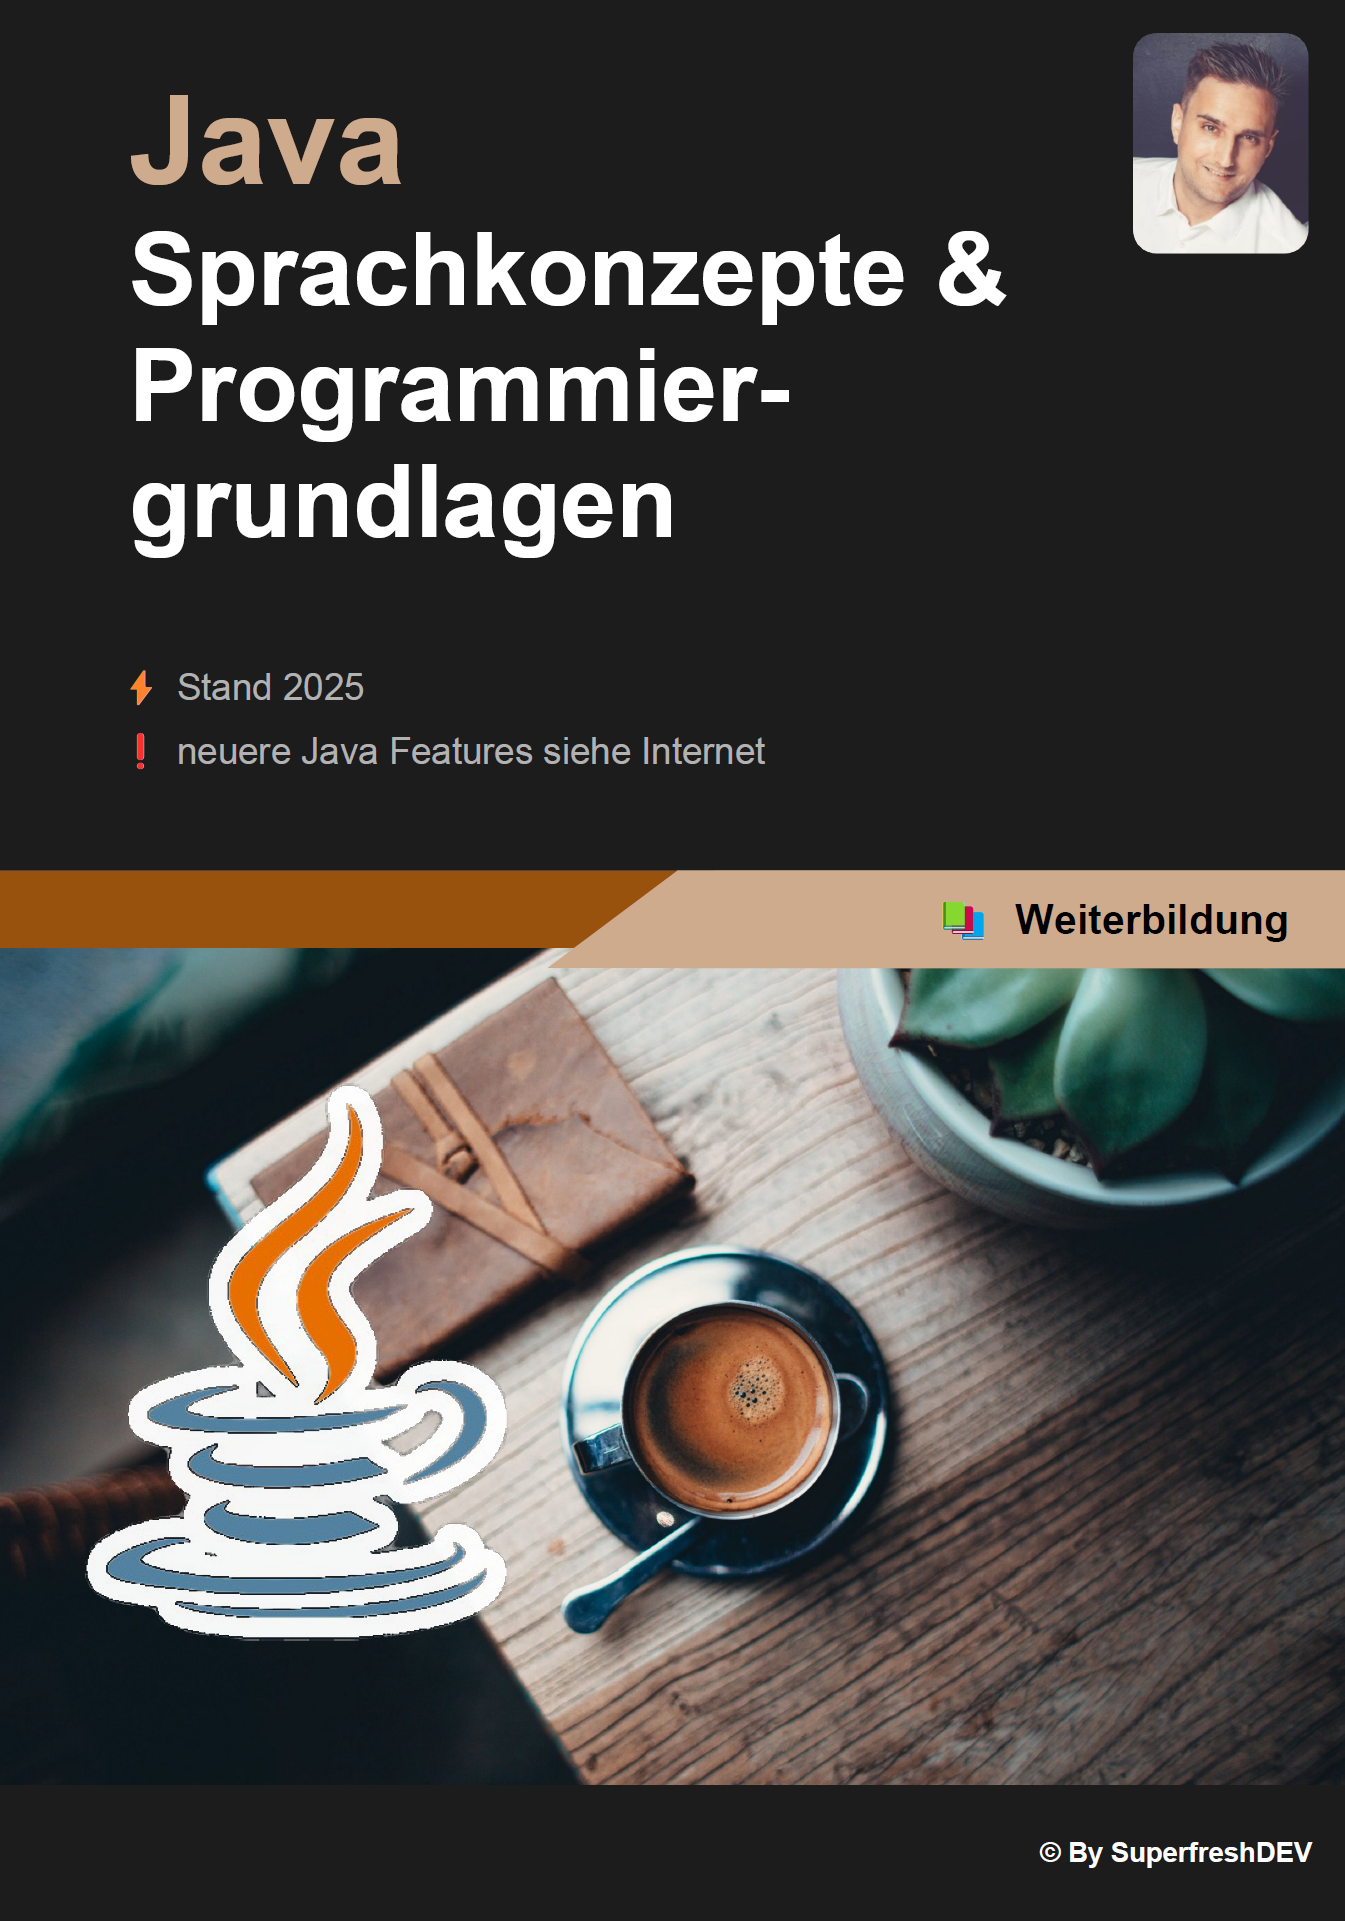 Java
Sprachkonzepte &
Programmier-
grundlagen
Stand 2025
neuere Java Features siehe Internet
Weiterbildung
© By SuperfreshDEV